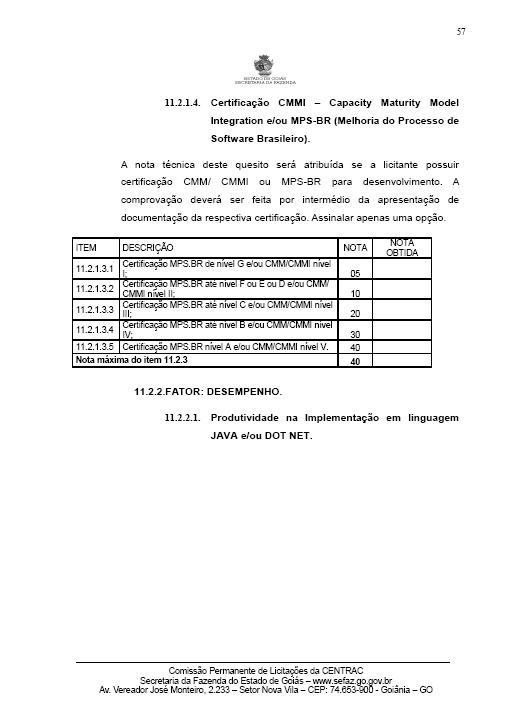 57
ESTADO DE GOIÁS
SECRETARIA DA FAZENDA
11.2.1.4. Certificação CMMI – Capacity Maturity Model
Integration e/ou MPS-BR (Melhoria do Processo de
Software Brasileiro).
A nota técnica deste quesito será atribuída se a licitante possuir
certificação CMM/ CMMI ou MPS-BR para desenvolvimento. A
comprovação deverá ser feita por intermédio da apresentação de
documentação da respectiva certificação. Assinalar apenas uma opção.
ITEM DESCRIÇÃO NOTA NOTA
OBTIDA
11.2.1.3.1 Certificação MPS.BR de nível G e/ou CMM/CMMI nível
I; 05
11.2.1.3.2 Certificação MPS.BR até nível F ou E ou D e/ou CMM/
CMMI nível II; 10
11.2.1.3.3 Certificação MPS.BR até nível C e/ou CMM/CMMI nível
III; 20
11.2.1.3.4 Certificação MPS.BR até nível B e/ou CMM/CMMI nível
IV; 30
11.2.1.3.5 Certificação MPS.BR nível A e/ou CMM/CMMI nível V. 40
Nota máxima do item 11.2.3 40
11.2.2.FATOR: DESEMPENHO.
11.2.2.1. Produtividade na Implementação em linguagem
JAVA e/ou DOT NET.
Comissão Permanente de Licitações da CENTRAC
Secretaria da Fazenda do Estado de Goiás – www.sefaz.go.gov.br
Av. Vereador José Monteiro, 2.233 – Setor Nova Vila – CEP: 74.653-900 - Goiânia – GO